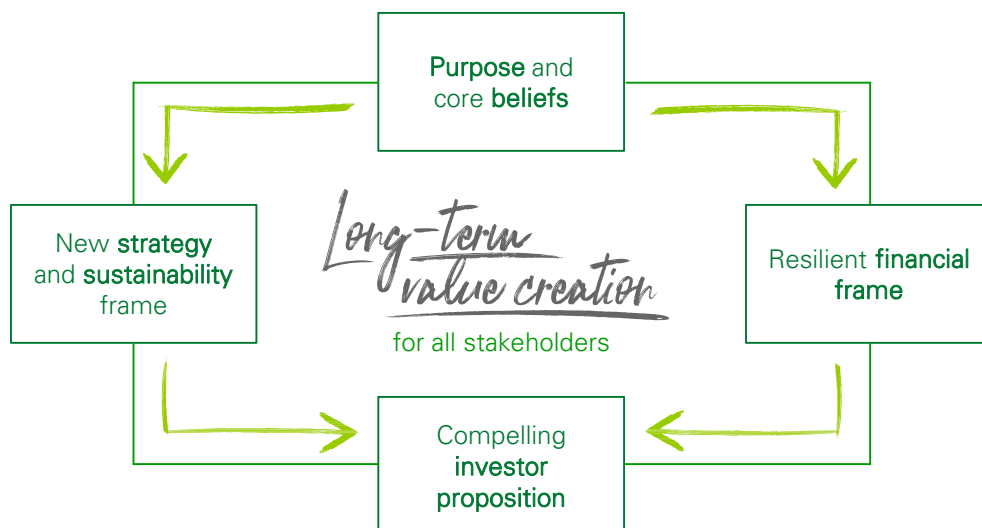 Purpose and
core beliefs
New strategy
and sustainability
frame
Long-term
value creation
for all stakeholders
Resilient financial
frame
Compelling
investor
proposition